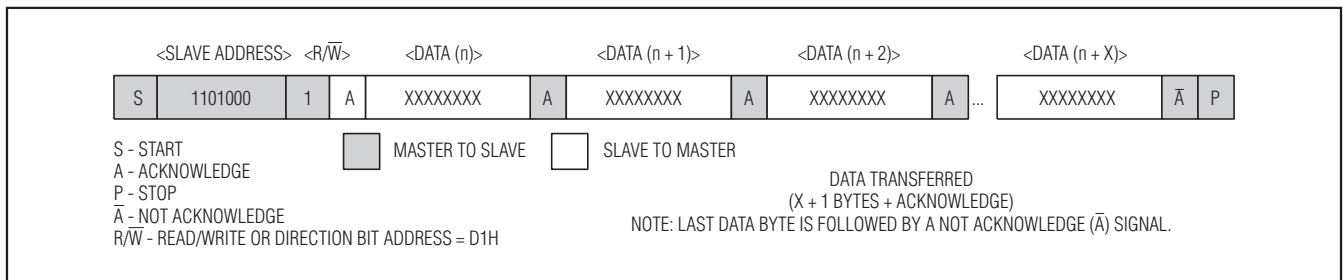 <SLAVE ADDRESS> <R/W̅> <DATA (n)> <DATA (n + 1)> <DATA (n + 2)> <DATA (n + X)>
S 1101000 1 A XXXXXXXX A XXXXXXXX A XXXXXXXX A ... XXXXXXXX A̅ P
S - START
A - ACKNOWLEDGE
P - STOP
A̅ - NOT ACKNOWLEDGE
R/W̅ - READ/WRITE OR DIRECTION BIT ADDRESS = D1H
MASTER TO SLAVE SLAVE TO MASTER
DATA TRANSFERRED
(X + 1 BYTES + ACKNOWLEDGE)
NOTE: LAST DATA BYTE IS FOLLOWED BY A NOT ACKNOWLEDGE (A̅) SIGNAL.